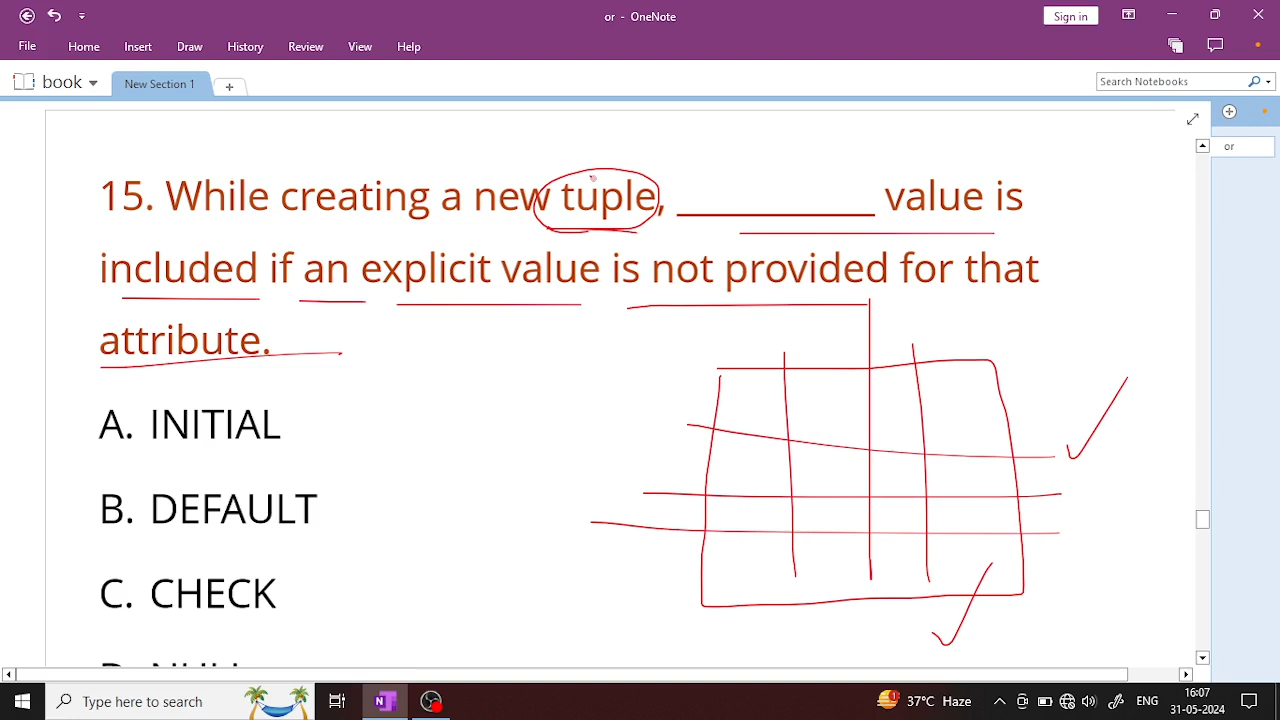 or - OneNote
Sign in
File Home Insert Draw History Review View Help
book New Section 1 Search Notebooks
or
15. While creating a new tuple, __________ value is
included if an explicit value is not provided for that
attribute.
A. INITIAL
B. DEFAULT
C. CHECK
Type here to search
1 37°C Haze ENG 16:07
31-05-2024